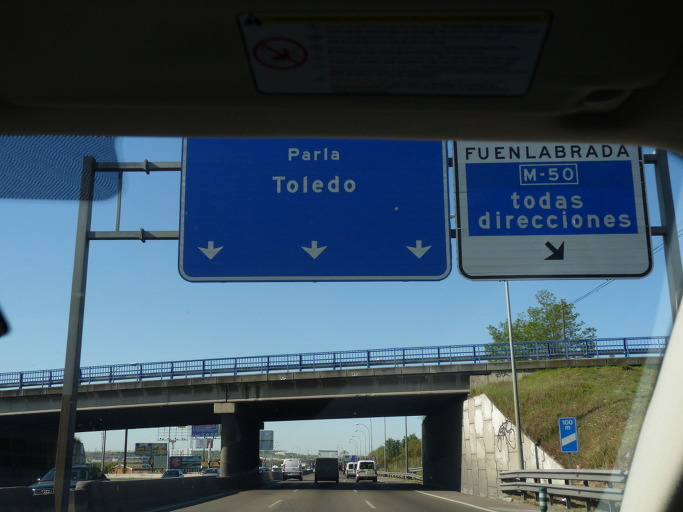 Parla
Toledo
FUENLABRADA
M-50
todas
direcciones
100
m